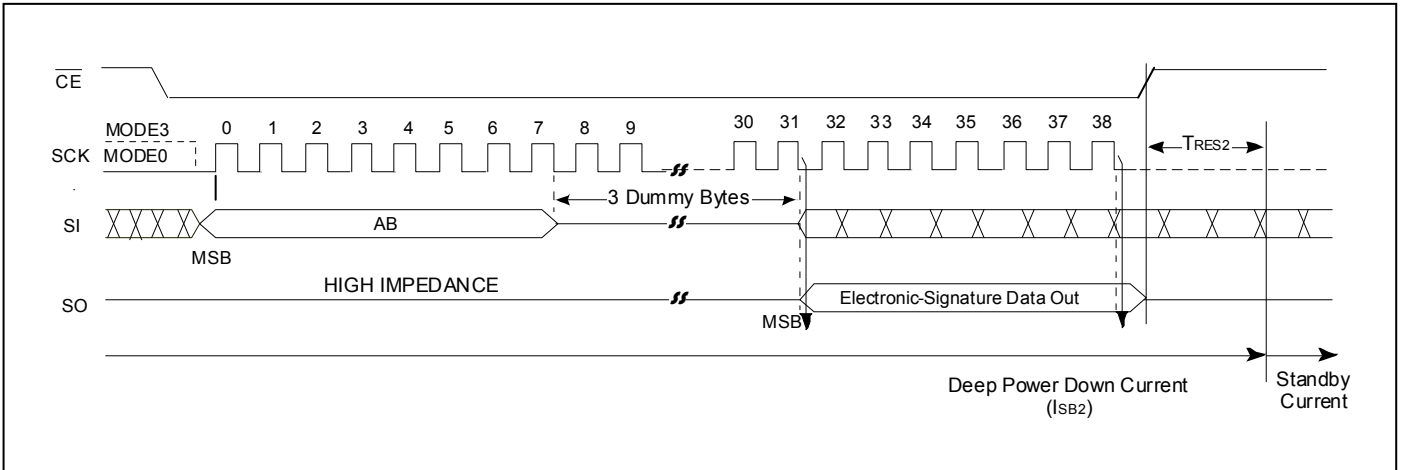 CE
MODE3
0 1 2 3 4 5 6 7 8 9 30 31 32 33 34 35 36 37 38
SCK MODE0
TRES2
3 Dummy Bytes
SI
AB
MSB
HIGH IMPEDANCE
SO
Electronic-Signature Data Out
MSB
Deep Power Down Current
(ISB2)
Standby
Current